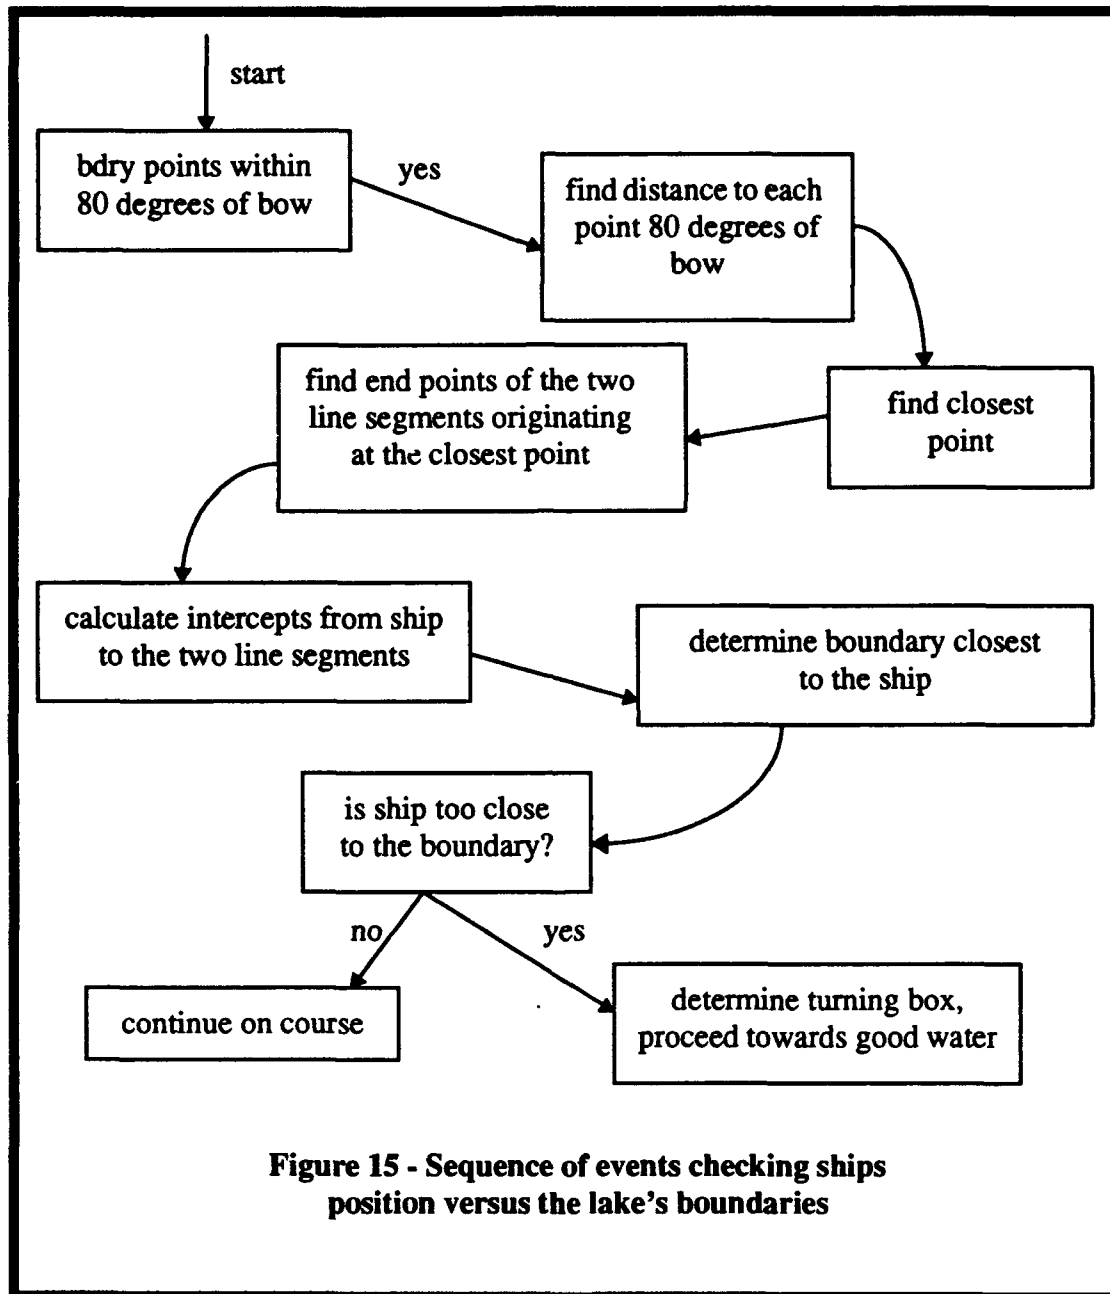 start
bdry points within
80 degrees of bow
yes
find distance to each
point 80 degrees of
bow
find closest
point
find end points of the two
line segments originating
at the closest point
calculate intercepts from ship
to the two line segments
determine boundary closest
to the ship
is ship too close
to the boundary?
no
yes
continue on course
determine turning box,
proceed towards good water
Figure 15 - Sequence of events checking ships
position versus the lake's boundaries